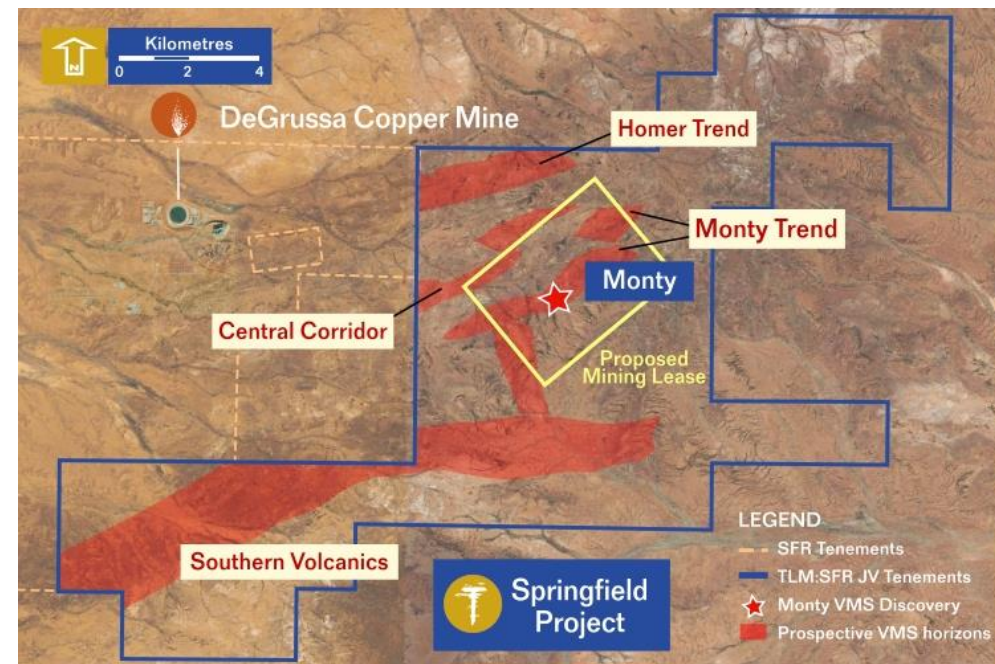 N
Kilometres
0 2 4
DeGrussa Copper Mine
Homer Trend
Monty Trend
Monty
Central Corridor
Proposed
Mining Lease
Southern Volcanics
Springfield
Project
LEGEND
SFR Tenements
TLM:SFR JV Tenements
Monty VMS Discovery
Prospective VMS horizons